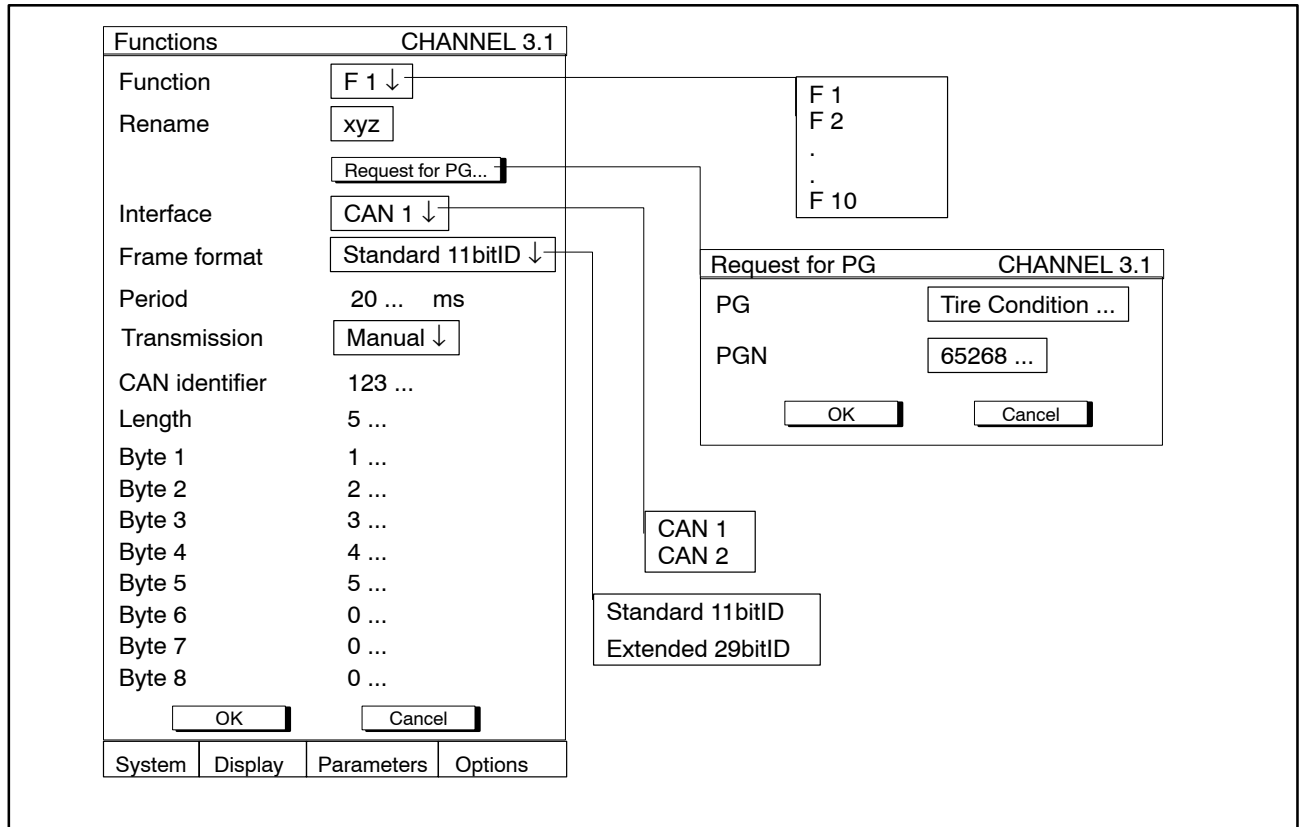 Functions CHANNEL 3.1
Function F 1 ↓
Rename xyz
Request for PG...
Interface CAN 1 ↓
Frame format Standard 11bitID ↓
Period 20 ... ms
Transmission Manual ↓
CAN identifier 123 ...
Length 5 ...
Byte 1 1 ...
Byte 2 2 ...
Byte 3 3 ...
Byte 4 4 ...
Byte 5 5 ...
Byte 6 0 ...
Byte 7 0 ...
Byte 8 0 ...
OK Cancel
System Display Parameters Options
F 1
F 2
.
.
F 10
Request for PG CHANNEL 3.1
PG Tire Condition ...
PGN 65268 ...
OK Cancel
CAN 1
CAN 2
Standard 11bitID
Extended 29bitID